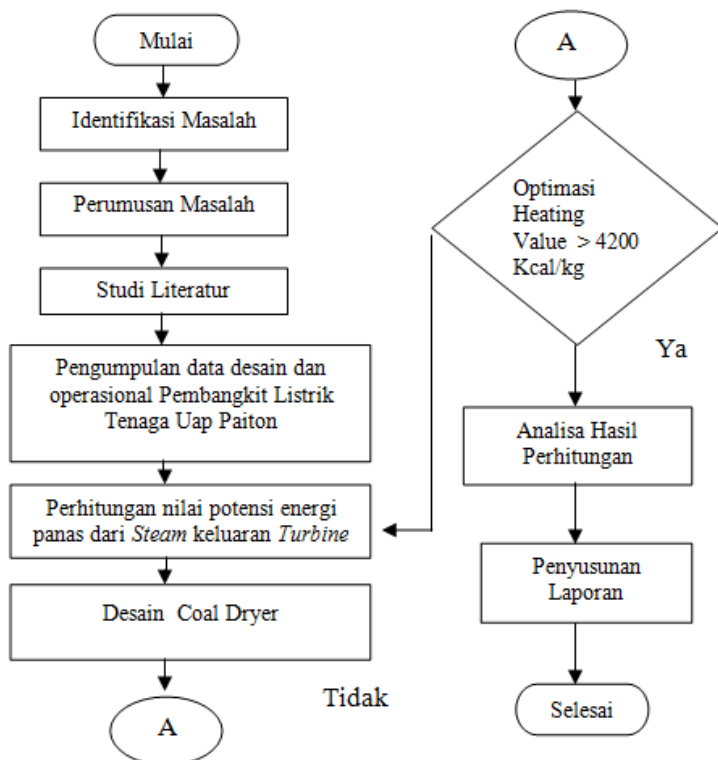 Mulai
Identifikasi Masalah
Perumusan Masalah
Studi Literatur
Pengumpulan data desain dan
operasional Pembangkit Listrik
Tenaga Uap Paiton
Perhitungan nilai potensi energi
panas dari Steam keluaran Turbine
Desain Coal Dryer
Tidak
A
A
Optimasi
Heating
Value > 4200
Kcal/kg
Ya
Analisa Hasil
Perhitungan
Penyusunan
Laporan
Selesai